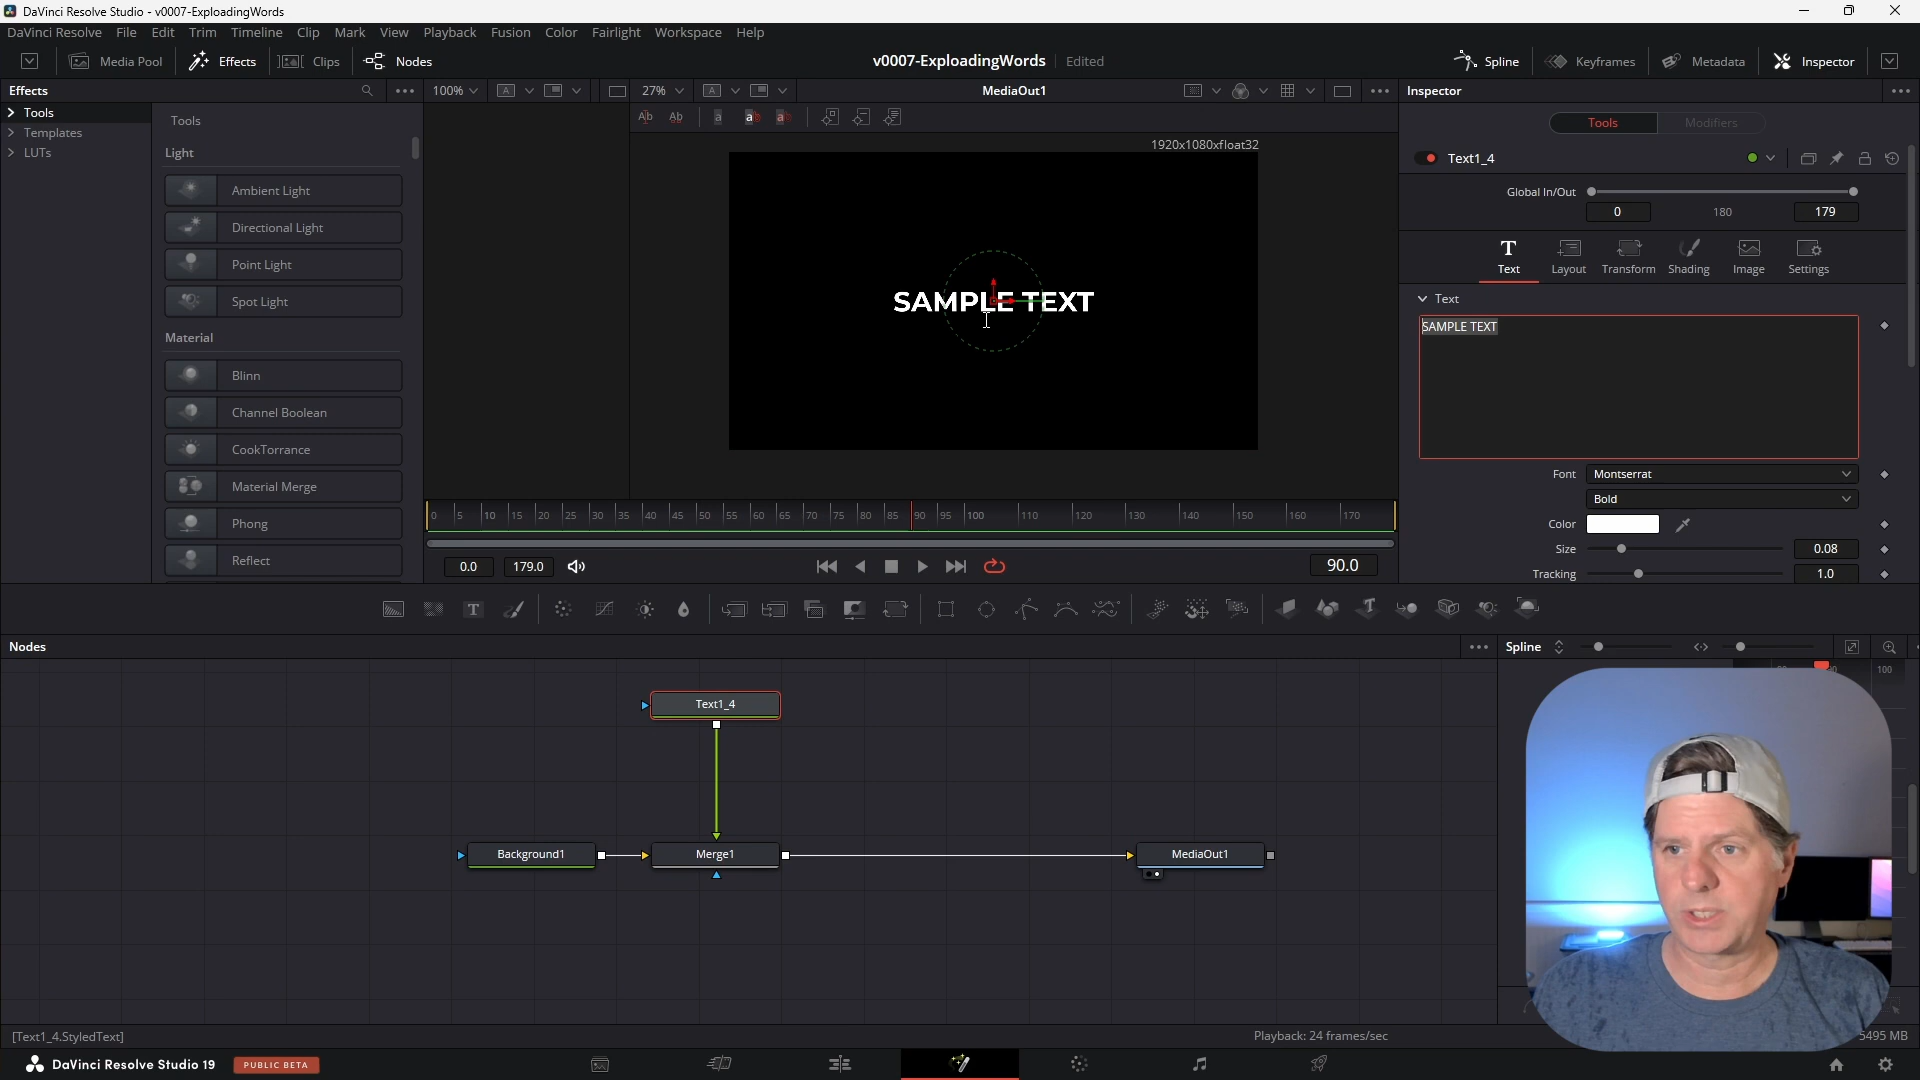 DaVinci Resolve Studio - v0007-ExploadingWords
DaVinci Resolve File Edit Trim Timeline Clip Mark View Playback Fusion Color Fairlight Workspace Help
Media Pool Effects Clips Nodes v0007-ExploadingWords Edited Spline Keyframes Metadata Inspector
Effects 100% 27% MediaOut1 Inspector
Tools
Templates
LUTs
Tools
Light
Ambient Light
Directional Light
Point Light
Spot Light
Material
Blinn
Channel Boolean
CookTorrance
Material Merge
Phong
Reflect
1920x1080xfloat32
SAMPLE TEXT
0 5 10 15 20 25 30 35 40 45 50 55 60 65 70 75 80 85 90 95 100 110 120 130 140 150 160 170
0.0 179.0 90.0
Tools Modifiers
Text1_4
Global In/Out
0 180 179
Text Layout Transform Shading Image Settings
Text
SAMPLE TEXT
Font Montserrat
Bold
Color
Size 0.08
Tracking 1.0
Nodes
Spline
100
Text1_4
Background1 Merge1 MediaOut1
[Text1_4.StyledText] Playback: 24 frames/sec 5495 MB
DaVinci Resolve Studio 19 PUBLIC BETA